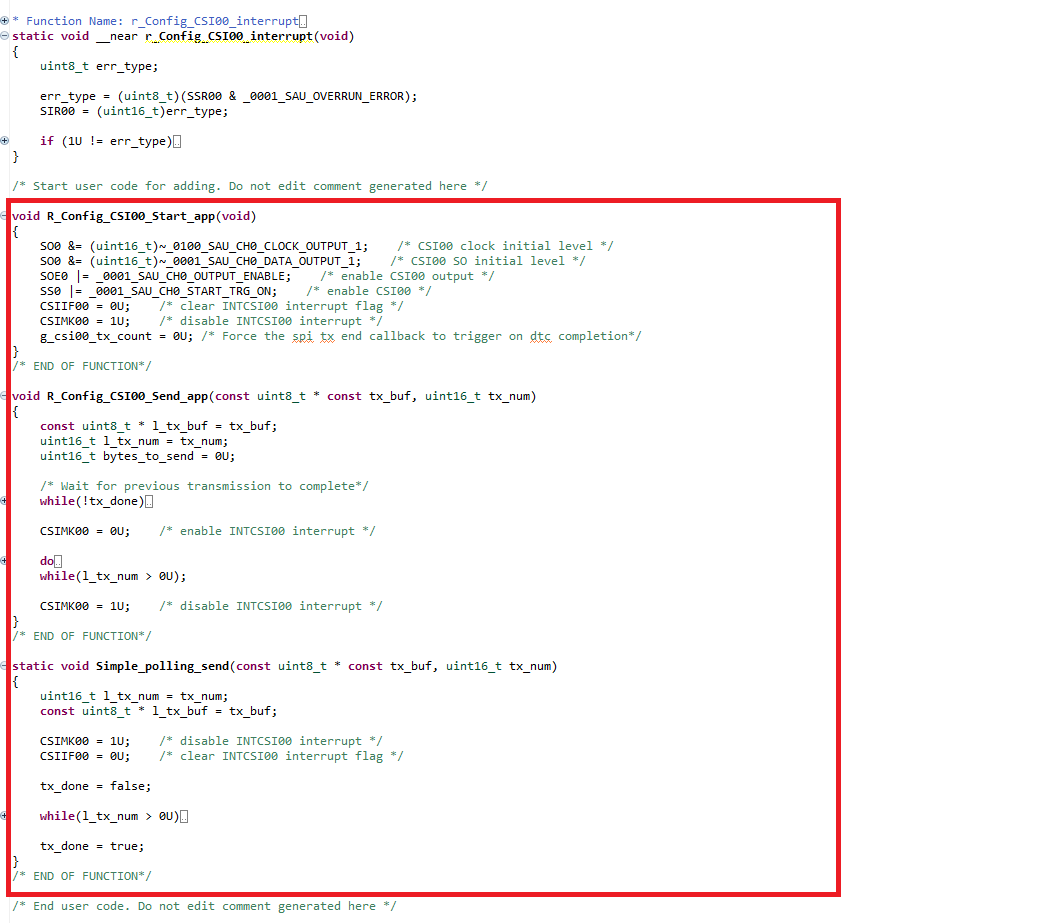 * Function Name: r_Config_CSI00_interrupt..
static void __near r_Config_CSI00_interrupt(void)
{
    uint8_t err_type;
    err_type = (uint8_t)(SSR00 & _0001_SAU_OVERRUN_ERROR);
    SIR00 = (uint16_t)err_type;
    if (1U != err_type)..
}
/* Start user code for adding. Do not edit comment generated here */
void R_Config_CSI00_Start_app(void)
{
    SO0 &= (uint16_t)~_0100_SAU_CH0_CLOCK_OUTPUT_1;    /* CSI00 clock initial level */
    SO0 &= (uint16_t)~_0001_SAU_CH0_DATA_OUTPUT_1;    /* CSI00 SO initial level */
    SOE0 |= _0001_SAU_CH0_OUTPUT_ENABLE;    /* enable CSI00 output */
    SS0 |= _0001_SAU_CH0_START_TRG_ON;    /* enable CSI00 */
    CSIIF00 = 0U;    /* clear INTCSI00 interrupt flag */
    CSIMK00 = 1U;    /* disable INTCSI00 interrupt */
    g_csi00_tx_count = 0U; /* Force the spi tx end callback to trigger on dtc completion*/
}
/* END OF FUNCTION*/
void R_Config_CSI00_Send_app(const uint8_t * const tx_buf, uint16_t tx_num)
{
    const uint8_t * l_tx_buf = tx_buf;
    uint16_t l_tx_num = tx_num;
    uint16_t bytes_to_send = 0U;
    /* Wait for previous transmission to complete*/
    while(!tx_done)..
    CSIMK00 = 0U;    /* enable INTCSI00 interrupt */
    do..
    while(l_tx_num > 0U);
    CSIMK00 = 1U;    /* disable INTCSI00 interrupt */
}
/* END OF FUNCTION*/
static void Simple_polling_send(const uint8_t * const tx_buf, uint16_t tx_num)
{
    uint16_t l_tx_num = tx_num;
    const uint8_t * l_tx_buf = tx_buf;
    CSIMK00 = 1U;    /* disable INTCSI00 interrupt */
    CSIIF00 = 0U;    /* clear INTCSI00 interrupt flag */
    tx_done = false;
    while(l_tx_num > 0U)..
    tx_done = true;
}
/* END OF FUNCTION*/
/* End user code. Do not edit comment generated here */